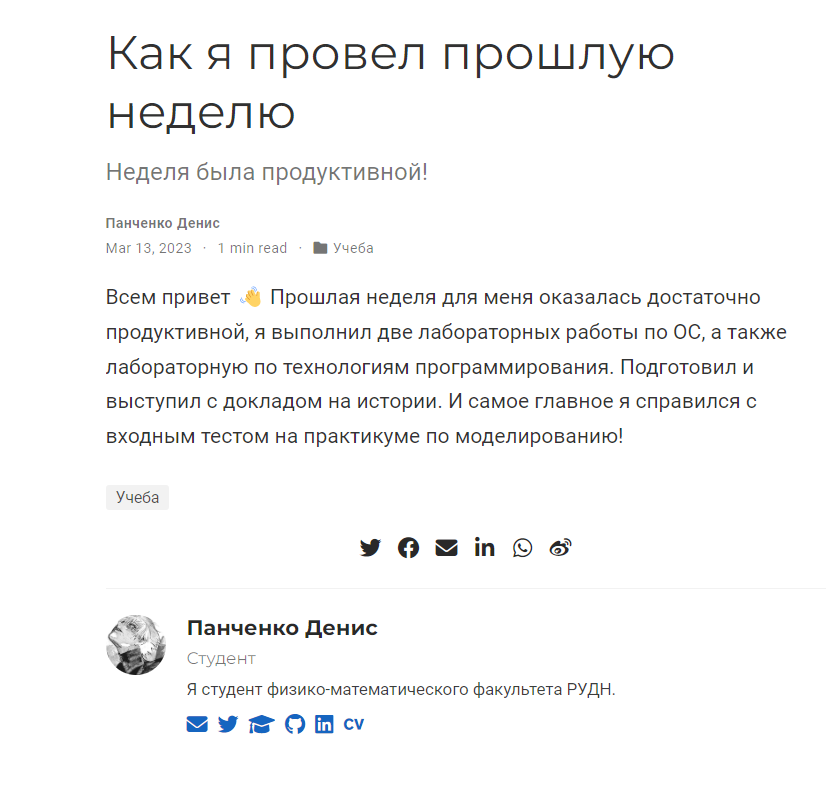 Как я провел прошлую
неделю
Неделя была продуктивной!
Панченко Денис
Mar 13, 2023 · 1 min read · Учеба
Всем привет 👋 Прошлая неделя для меня оказалась достаточно
продуктивной, я выполнил две лабораторных работы по ОС, а также
лабораторную по технологиям программирования. Подготовил и
выступил с докладом на истории. И самое главное я справился с
входным тестом на практикуме по моделированию!
Учеба
Панченко Денис
Студент
Я студент физико-математического факультета РУДН.
CV